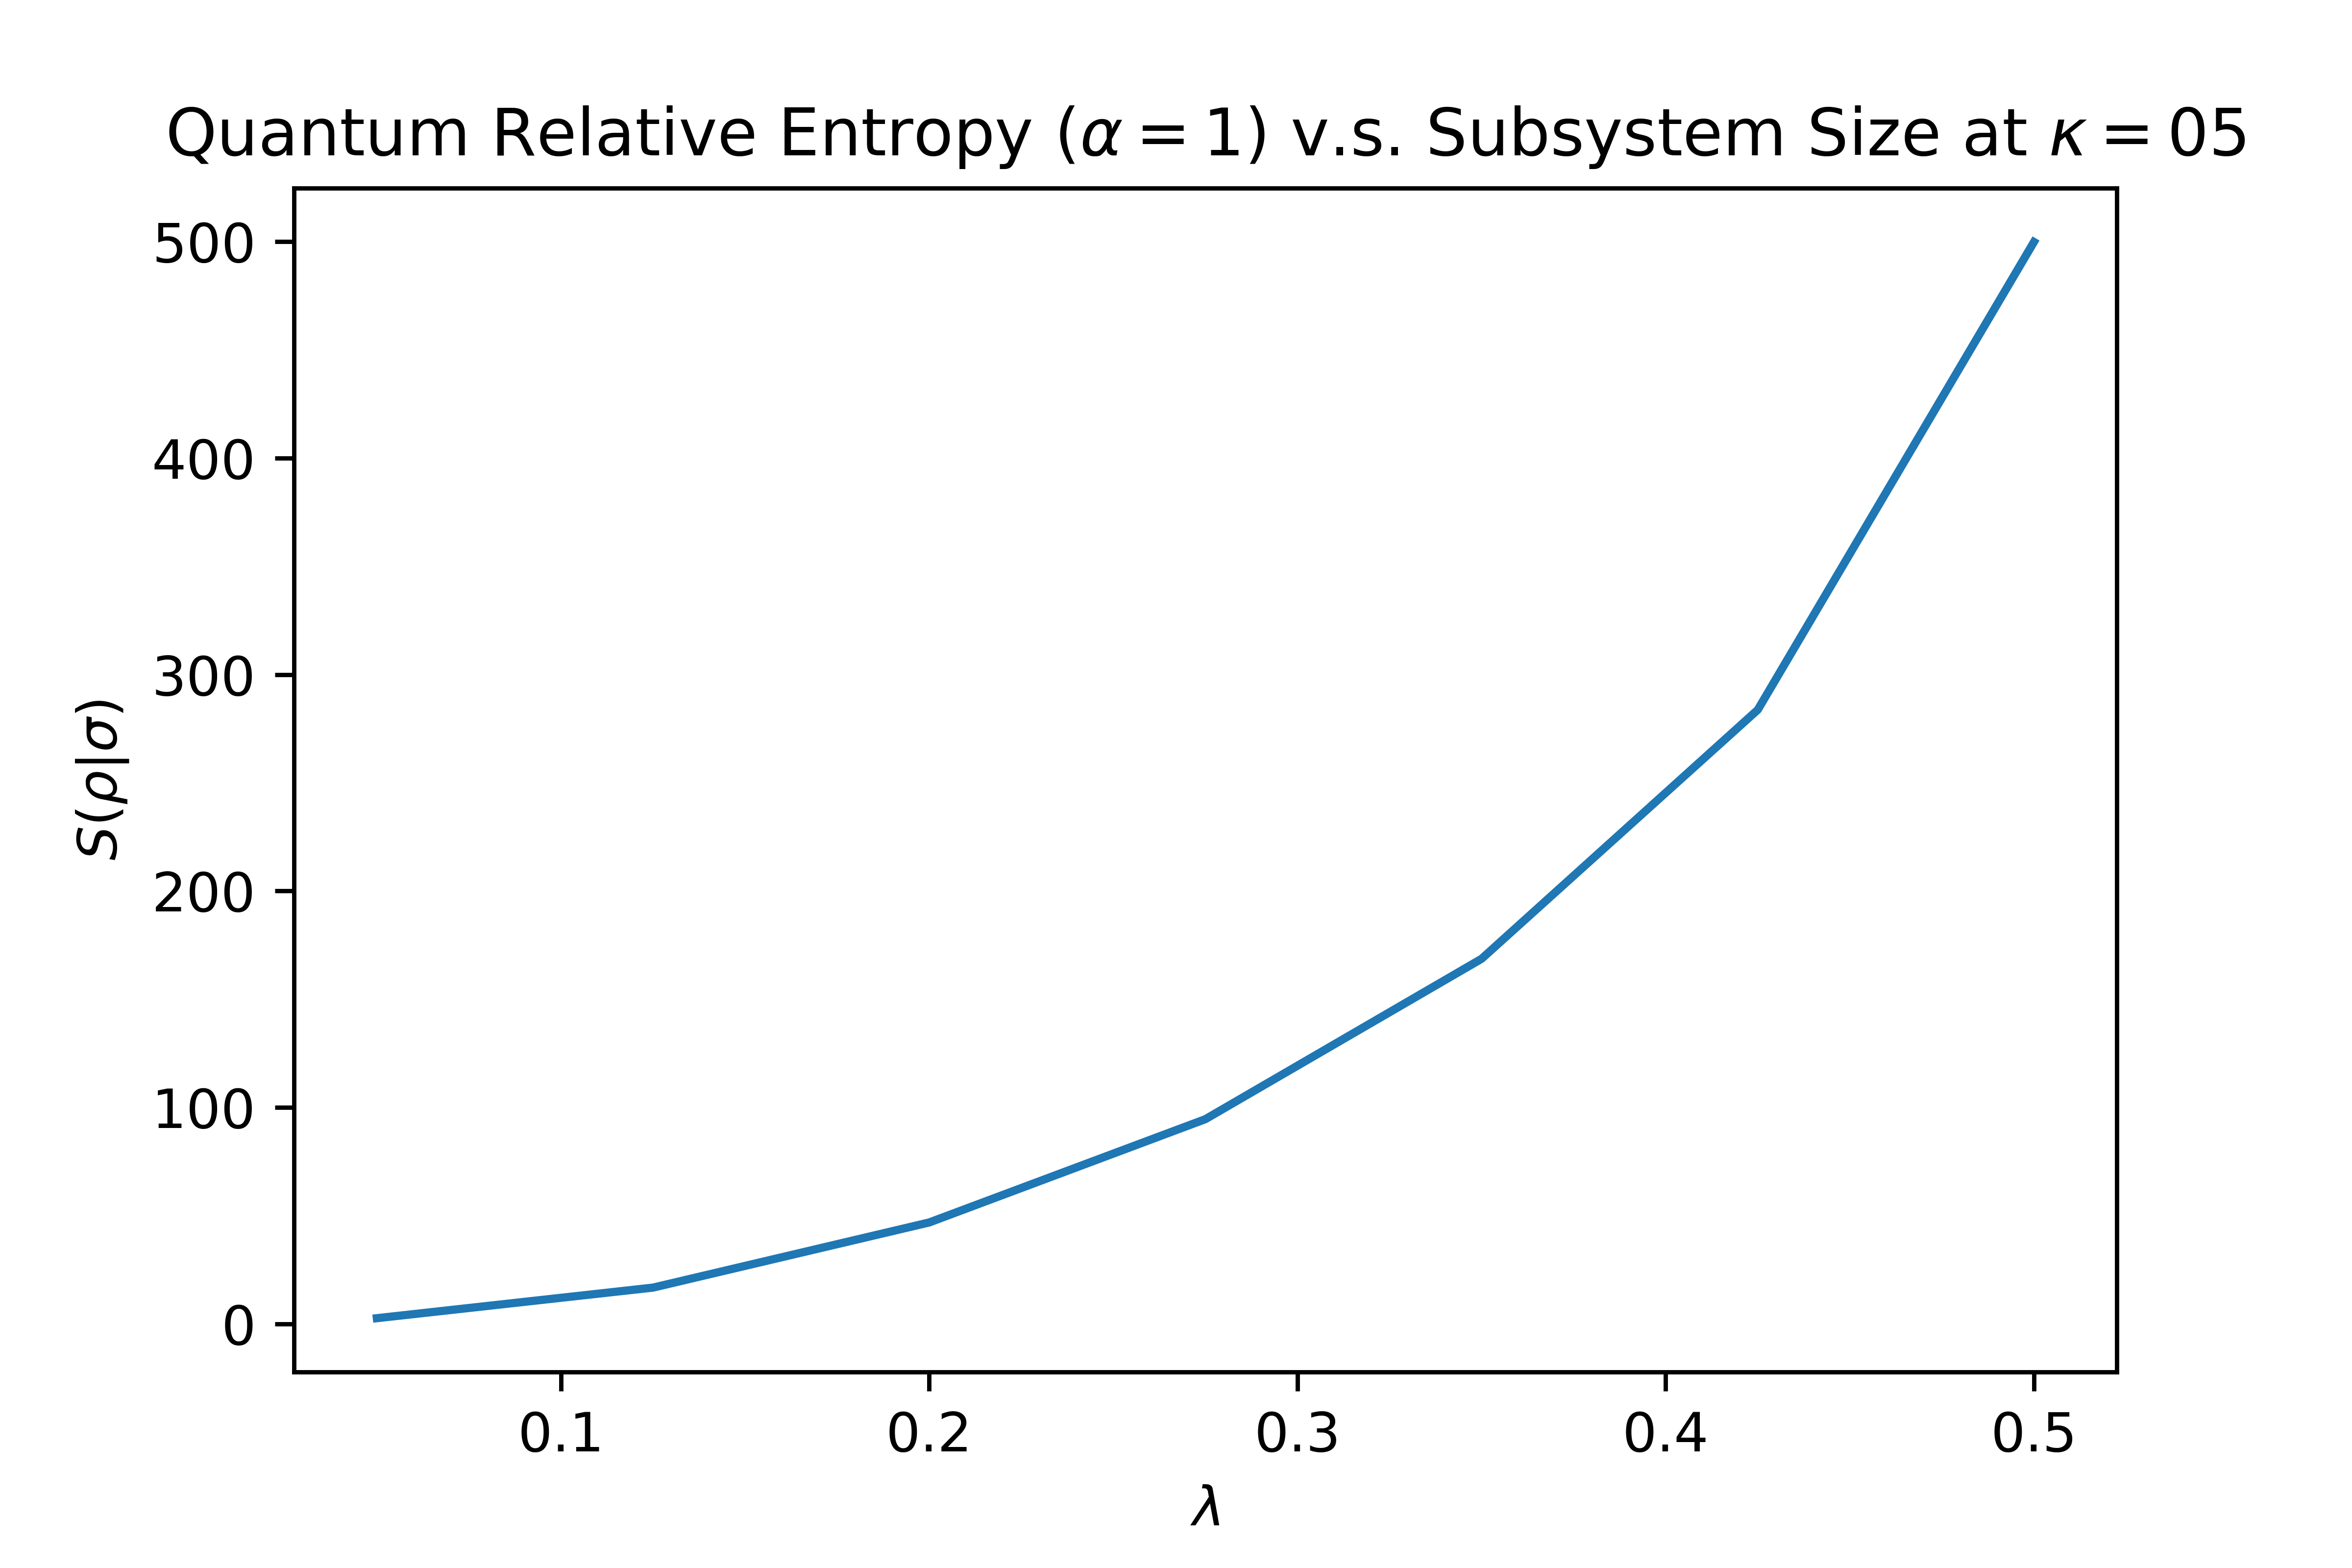 Quantum Relative Entropy (α = 1) v.s. Subsystem Size at κ = 05
500
400
300
200
100
0
S(ρ|σ)
0.1 0.2 0.3 0.4 0.5
λ